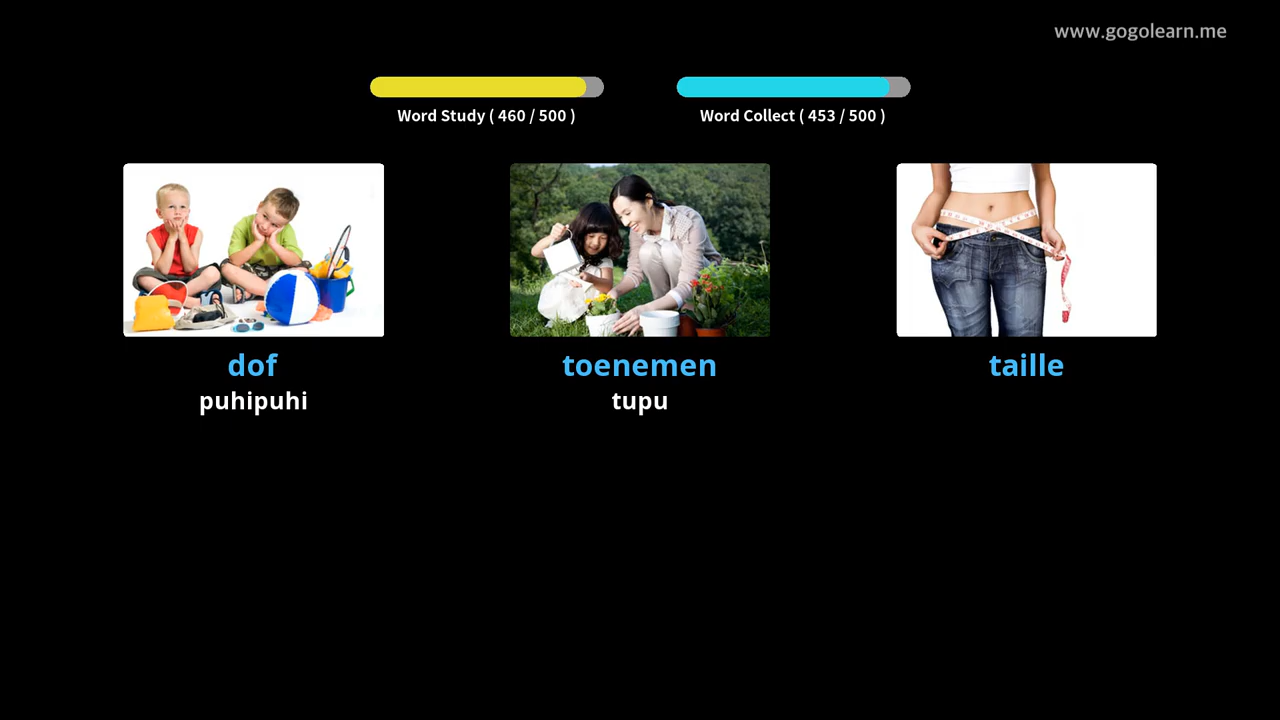 www.gogolearn.me
Word Study ( 460 / 500 )
Word Collect ( 453 / 500 )
dof
toenemen
taille
puhipuhi
tupu